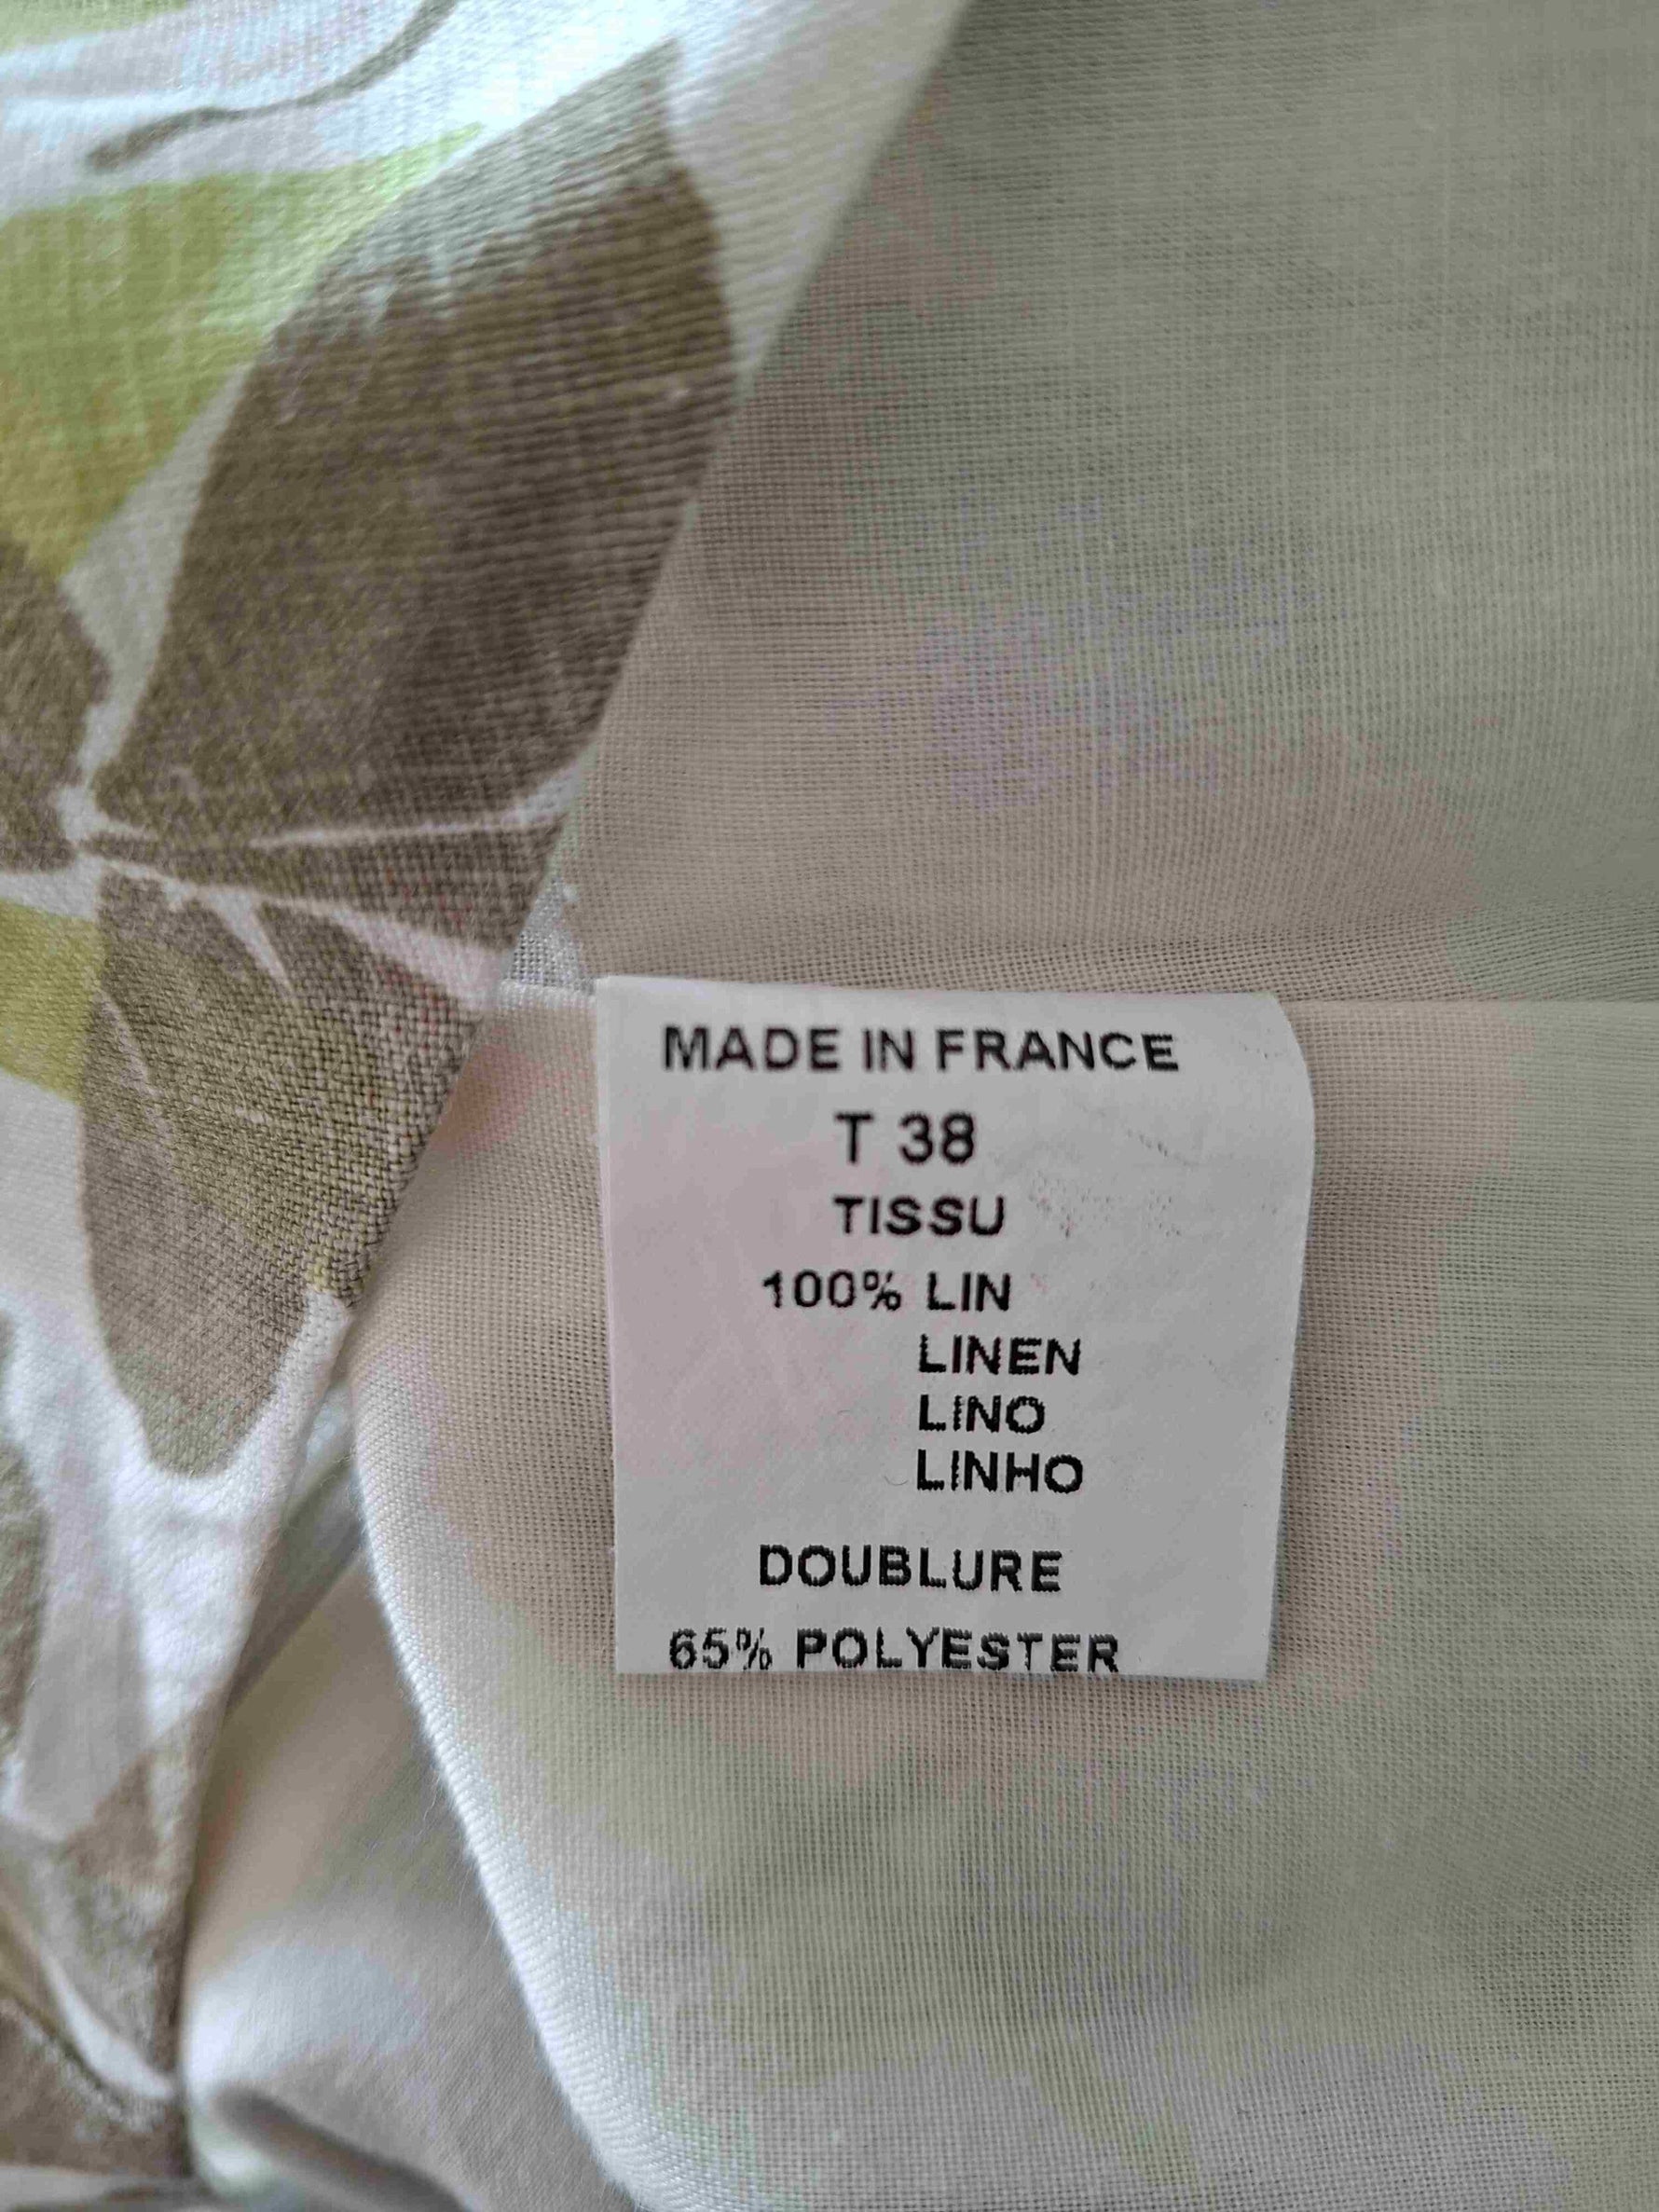 MADE IN FRANCE
T 38
TISSU
100% LIN
LINEN
LINO
LINHO
DOUBLURE
65% POLYESTER